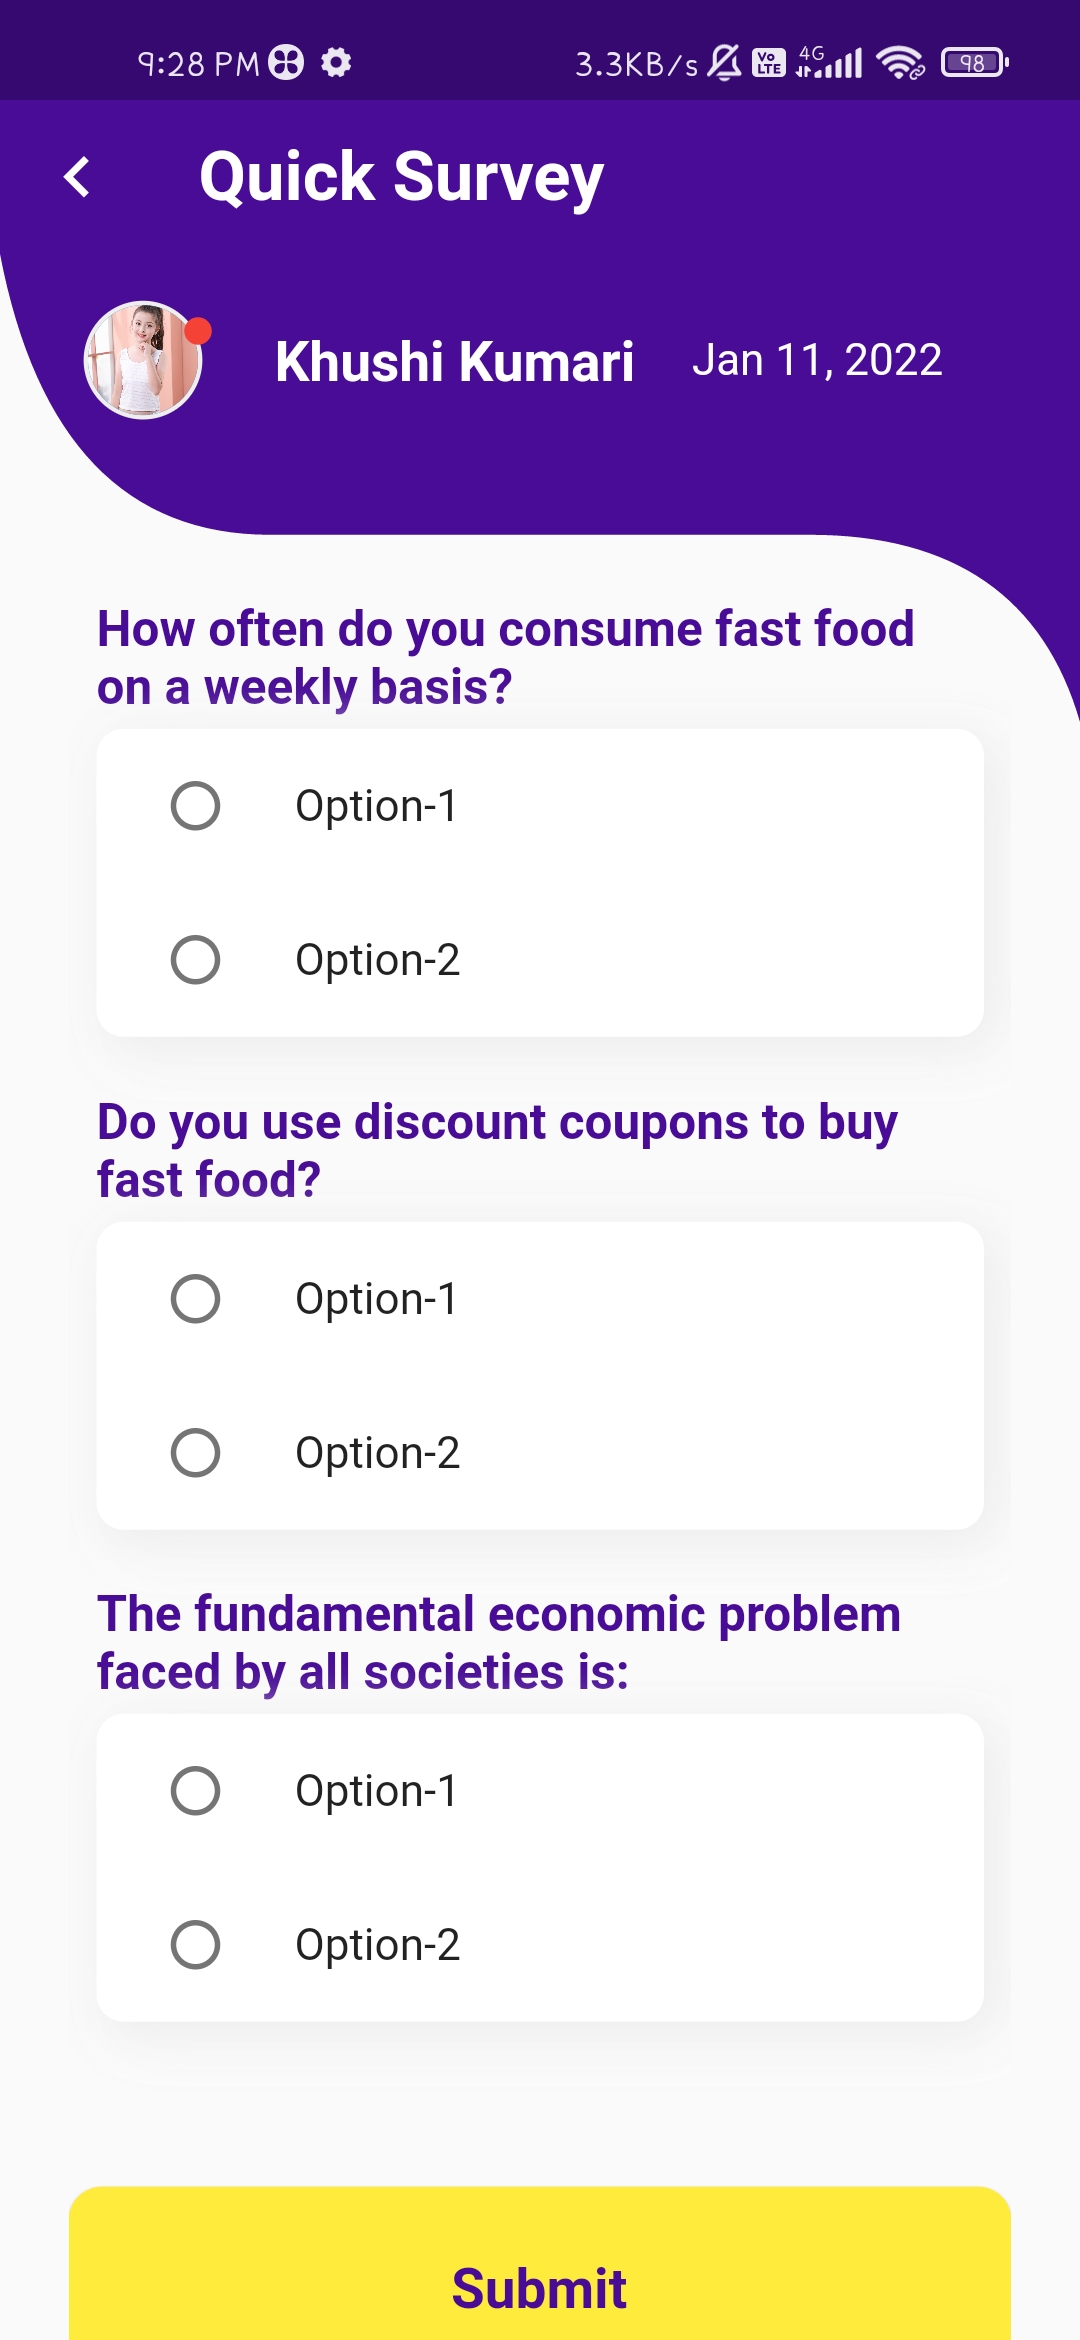 9:28 PM 3.3KB/s Vo LTE 4G 98
Quick Survey
Khushi Kumari Jan 11, 2022
How often do you consume fast food
on a weekly basis?
Option-1
Option-2
Do you use discount coupons to buy
fast food?
Option-1
Option-2
The fundamental economic problem
faced by all societies is:
Option-1
Option-2
Submit